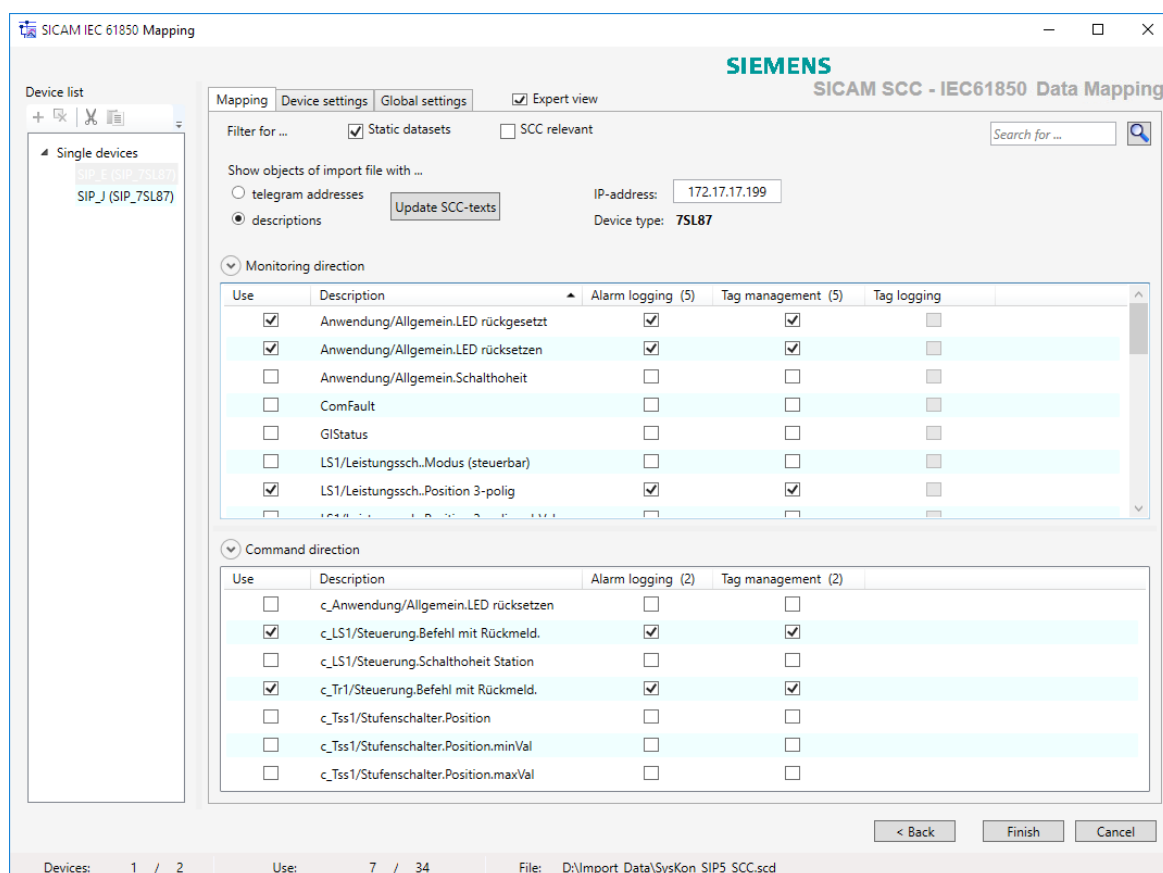 SICAM IEC 61850 Mapping
SIEMENS
SICAM SCC - IEC61850 Data Mapping
Device list
Single devices
SIP_E (SIP_7SL87)
SIP_J (SIP_7SL87)
Mapping Device settings Global settings Expert view
Filter for ... Static datasets SCC relevant Search for ...
Show objects of import file with ...
telegram addresses
descriptions
Update SCC-texts
IP-address: 172.17.17.199
Device type: 7SL87
Monitoring direction
Use Description Alarm logging (5) Tag management (5) Tag logging
Anwendung/Allgemein.LED rückgesetzt
Anwendung/Allgemein.LED rücksetzen
Anwendung/Allgemein.Schalthoheit
ComFault
GIStatus
LS1/Leistungssch..Modus (steuerbar)
LS1/Leistungssch..Position 3-polig
Command direction
Use Description Alarm logging (2) Tag management (2)
c_Anwendung/Allgemein.LED rücksetzen
c_LS1/Steuerung.Befehl mit Rückmeld.
c_LS1/Steuerung.Schalthoheit Station
c_Tr1/Steuerung.Befehl mit Rückmeld.
c_Tss1/Stufenschalter.Position
c_Tss1/Stufenschalter.Position.minVal
c_Tss1/Stufenschalter.Position.maxVal
< Back Finish Cancel
Devices: 1 / 2 Use: 7 / 34 File: D:\Import_Data\SysKon_SIP5_SCC.scd